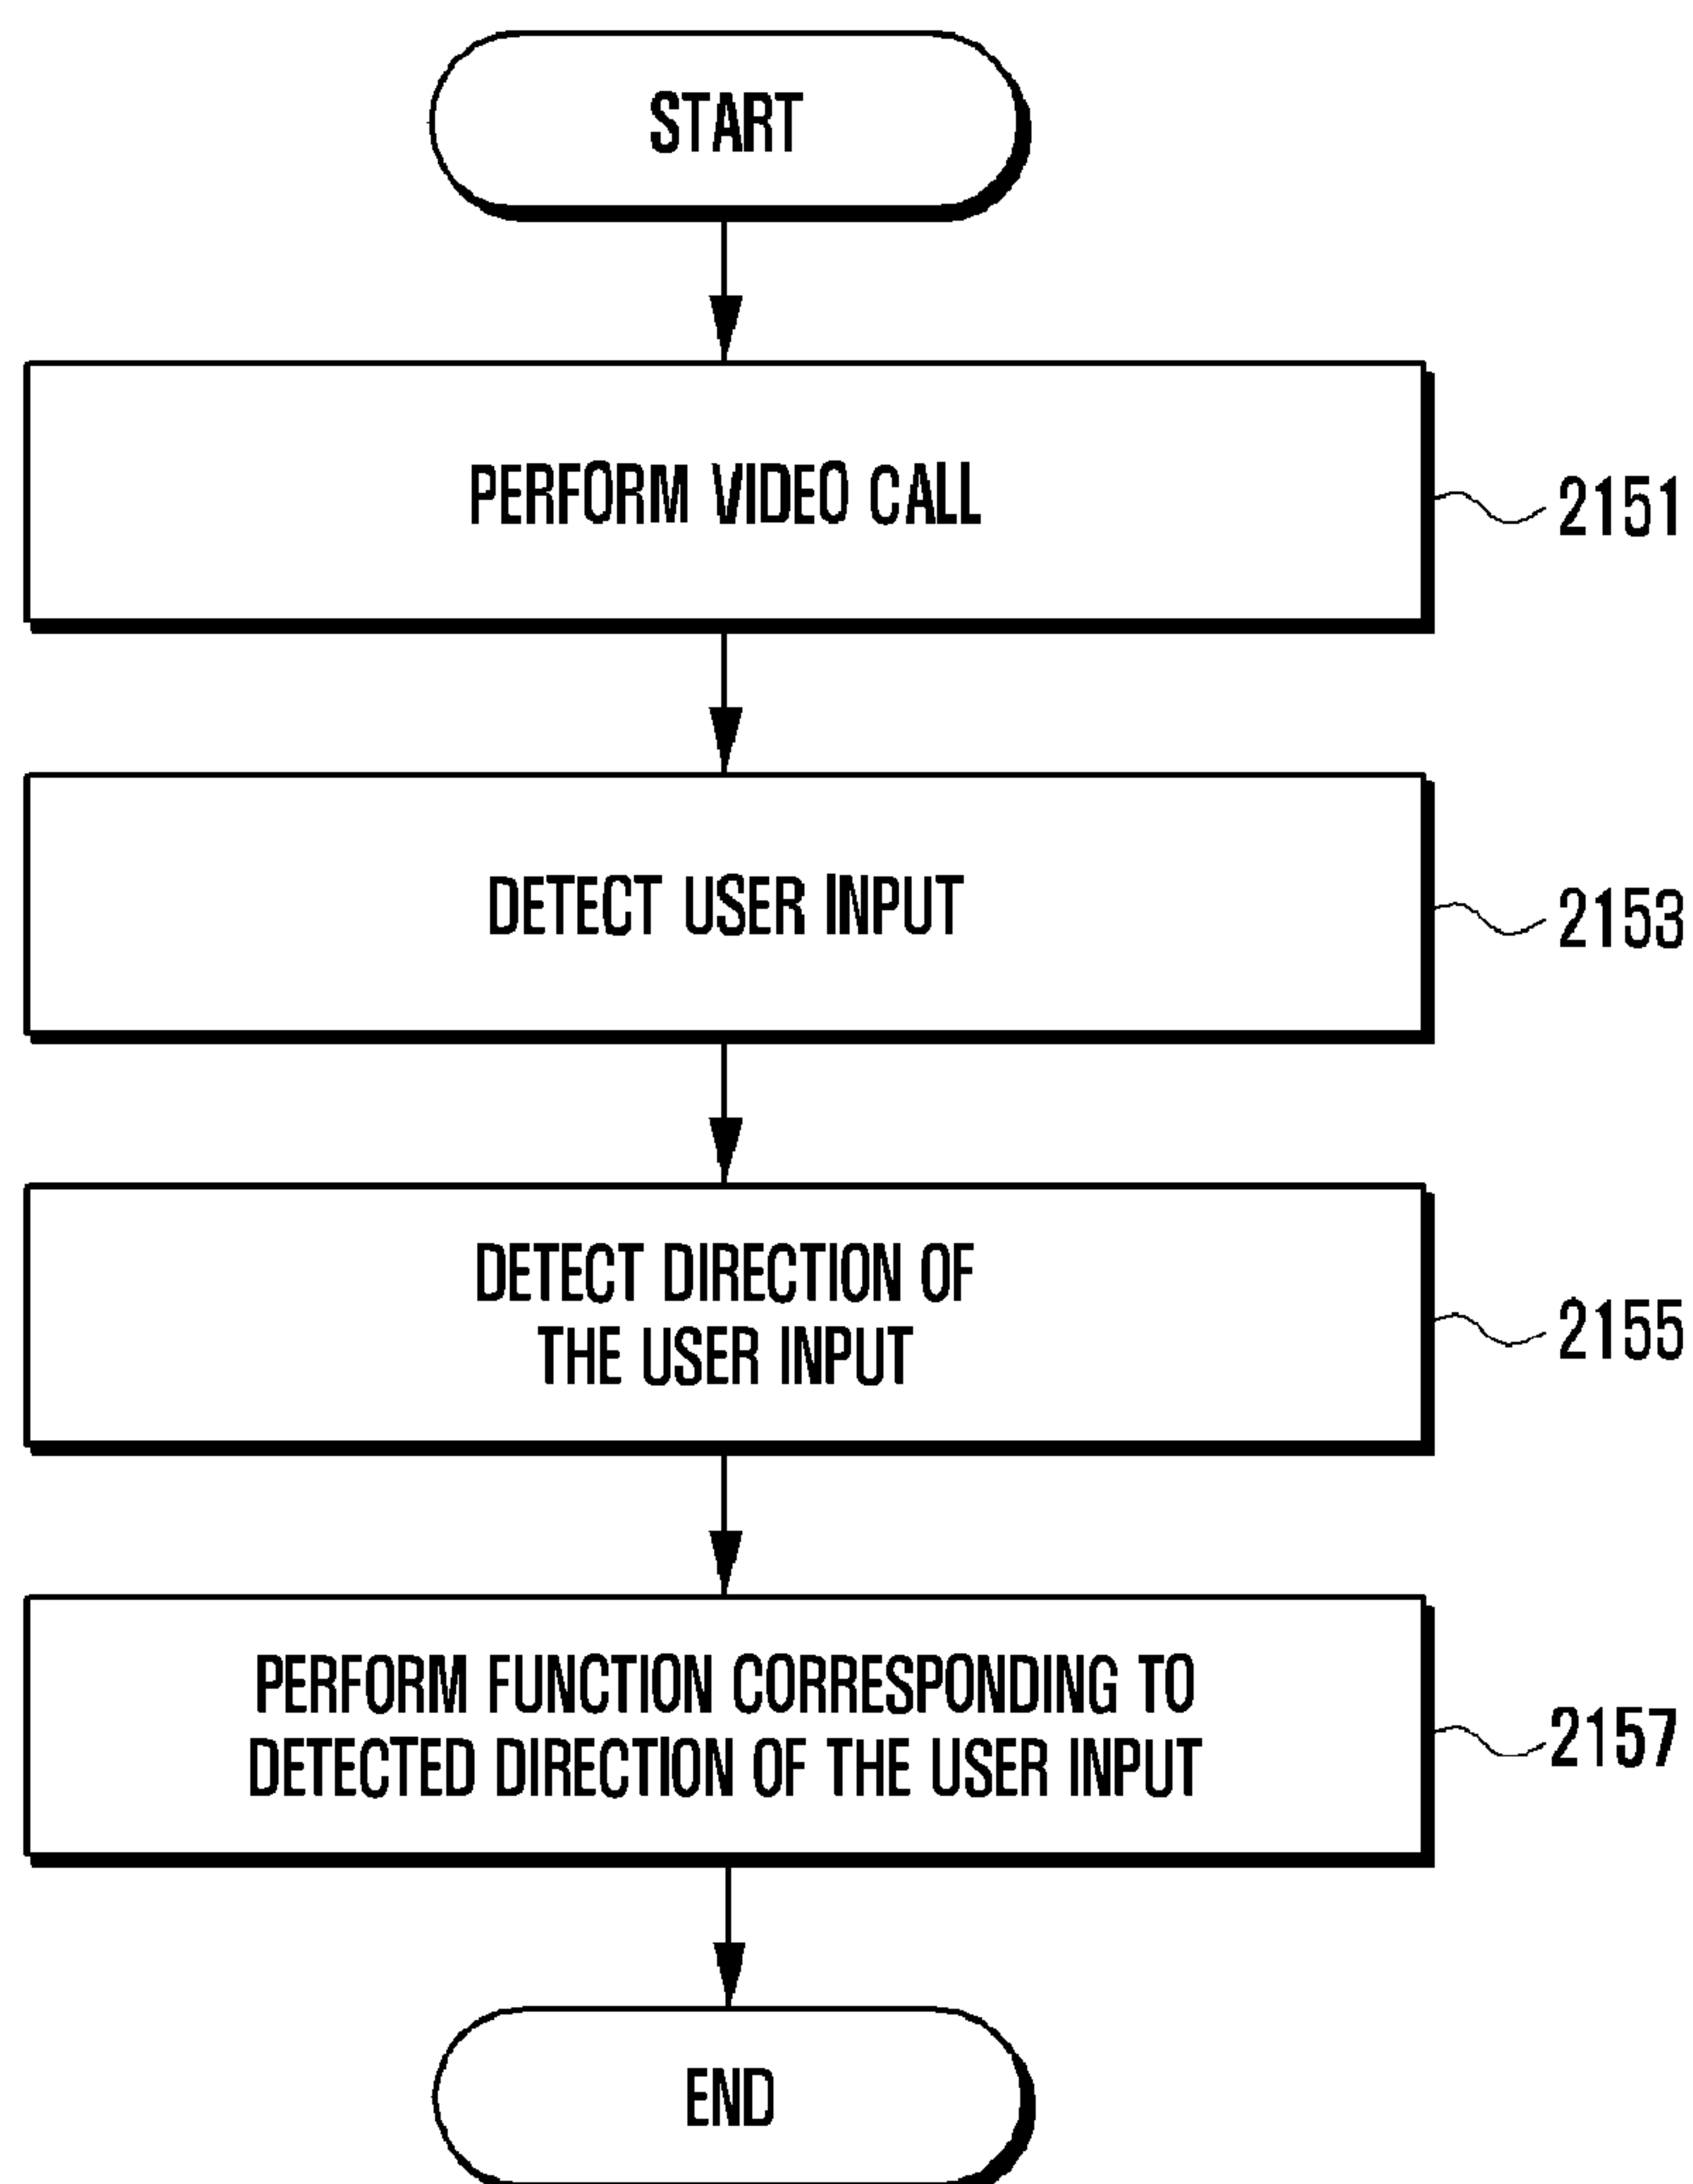 START
PERFORM VIDEO CALL
2151
DETECT USER INPUT
2153
DETECT DIRECTION OF
THE USER INPUT
2155
PERFORM FUNCTION CORRESPONDING TO
DETECTED DIRECTION OF THE USER INPUT
2157
END